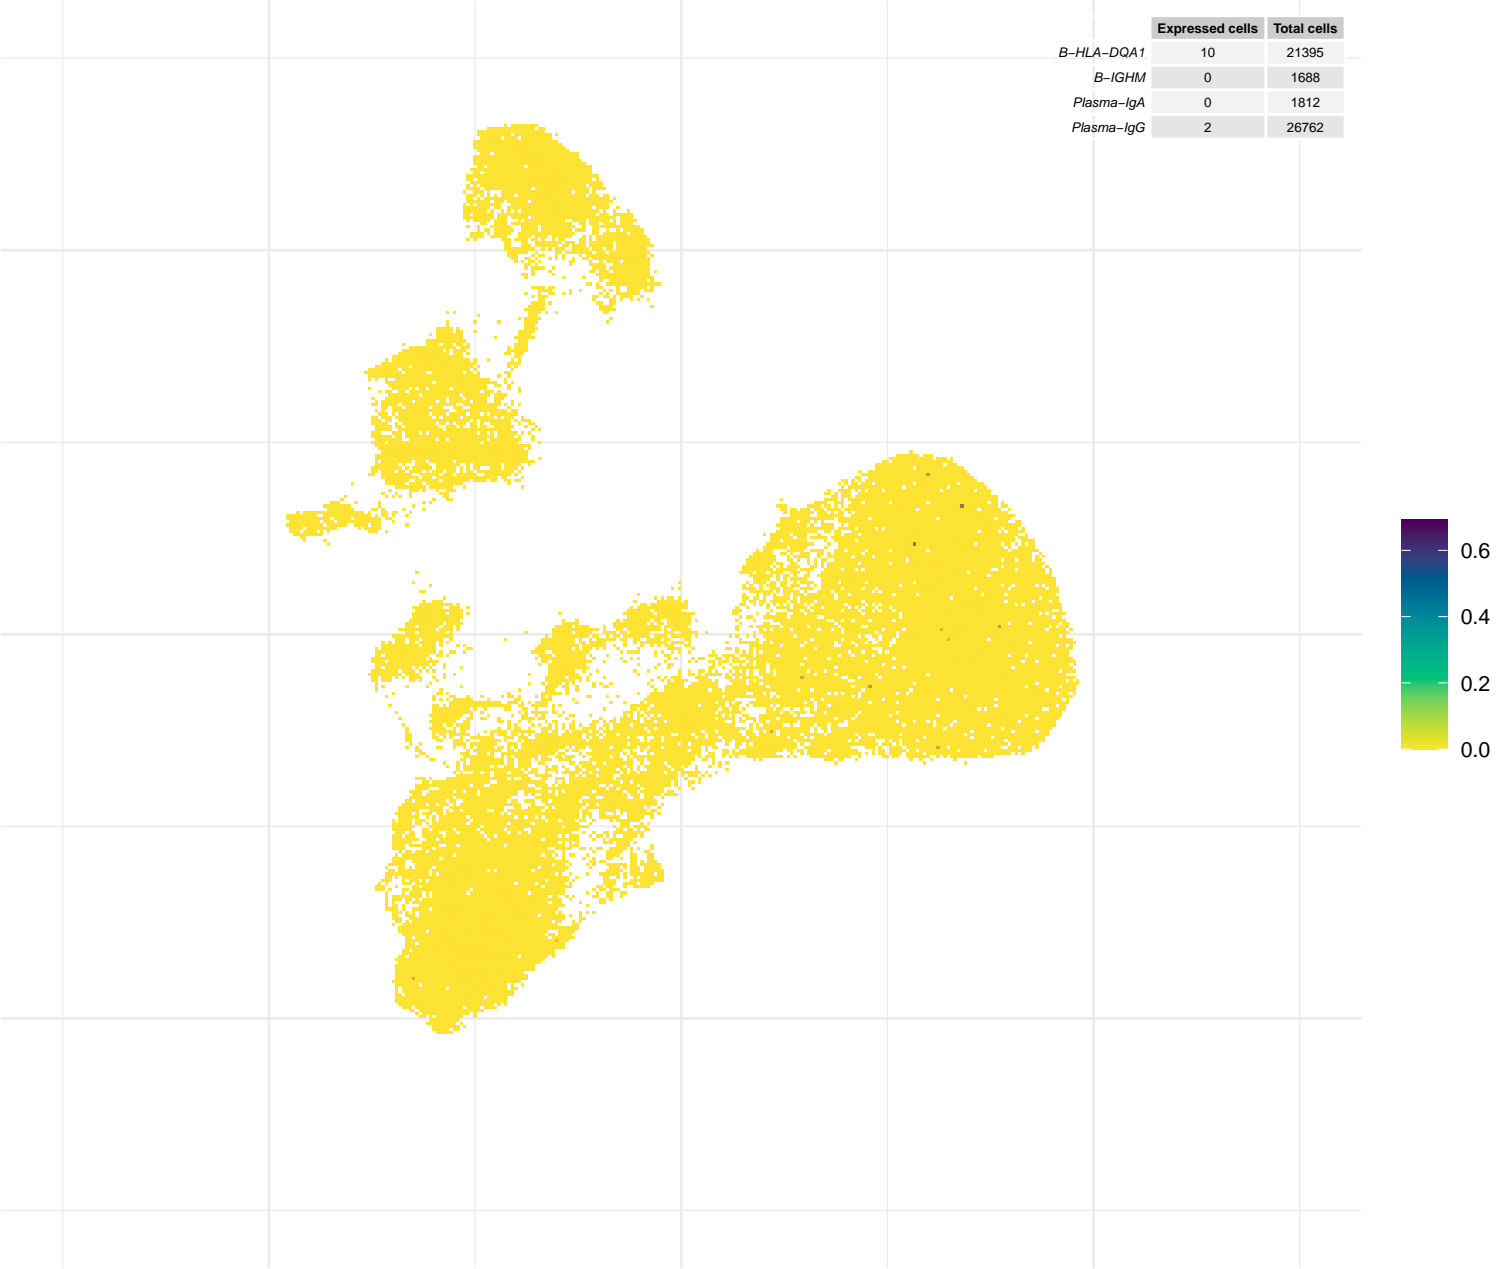 Expressed cells Total cells
B−HLA−DQA1 10 21395
B−IGHM 0 1688
Plasma−IgA 0 1812
Plasma−IgG 2 26762
0.6
0.4
0.2
0.0